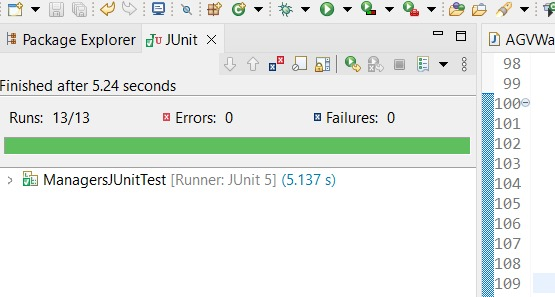 Package Explorer JUnit
Finished after 5.24 seconds
Runs: 13/13 Errors: 0 Failures: 0
ManagersJUnitTest [Runner: JUnit 5] (5.137 s)
AGVWa
98
99
100
101
102
103
104
105
106
107
108
109